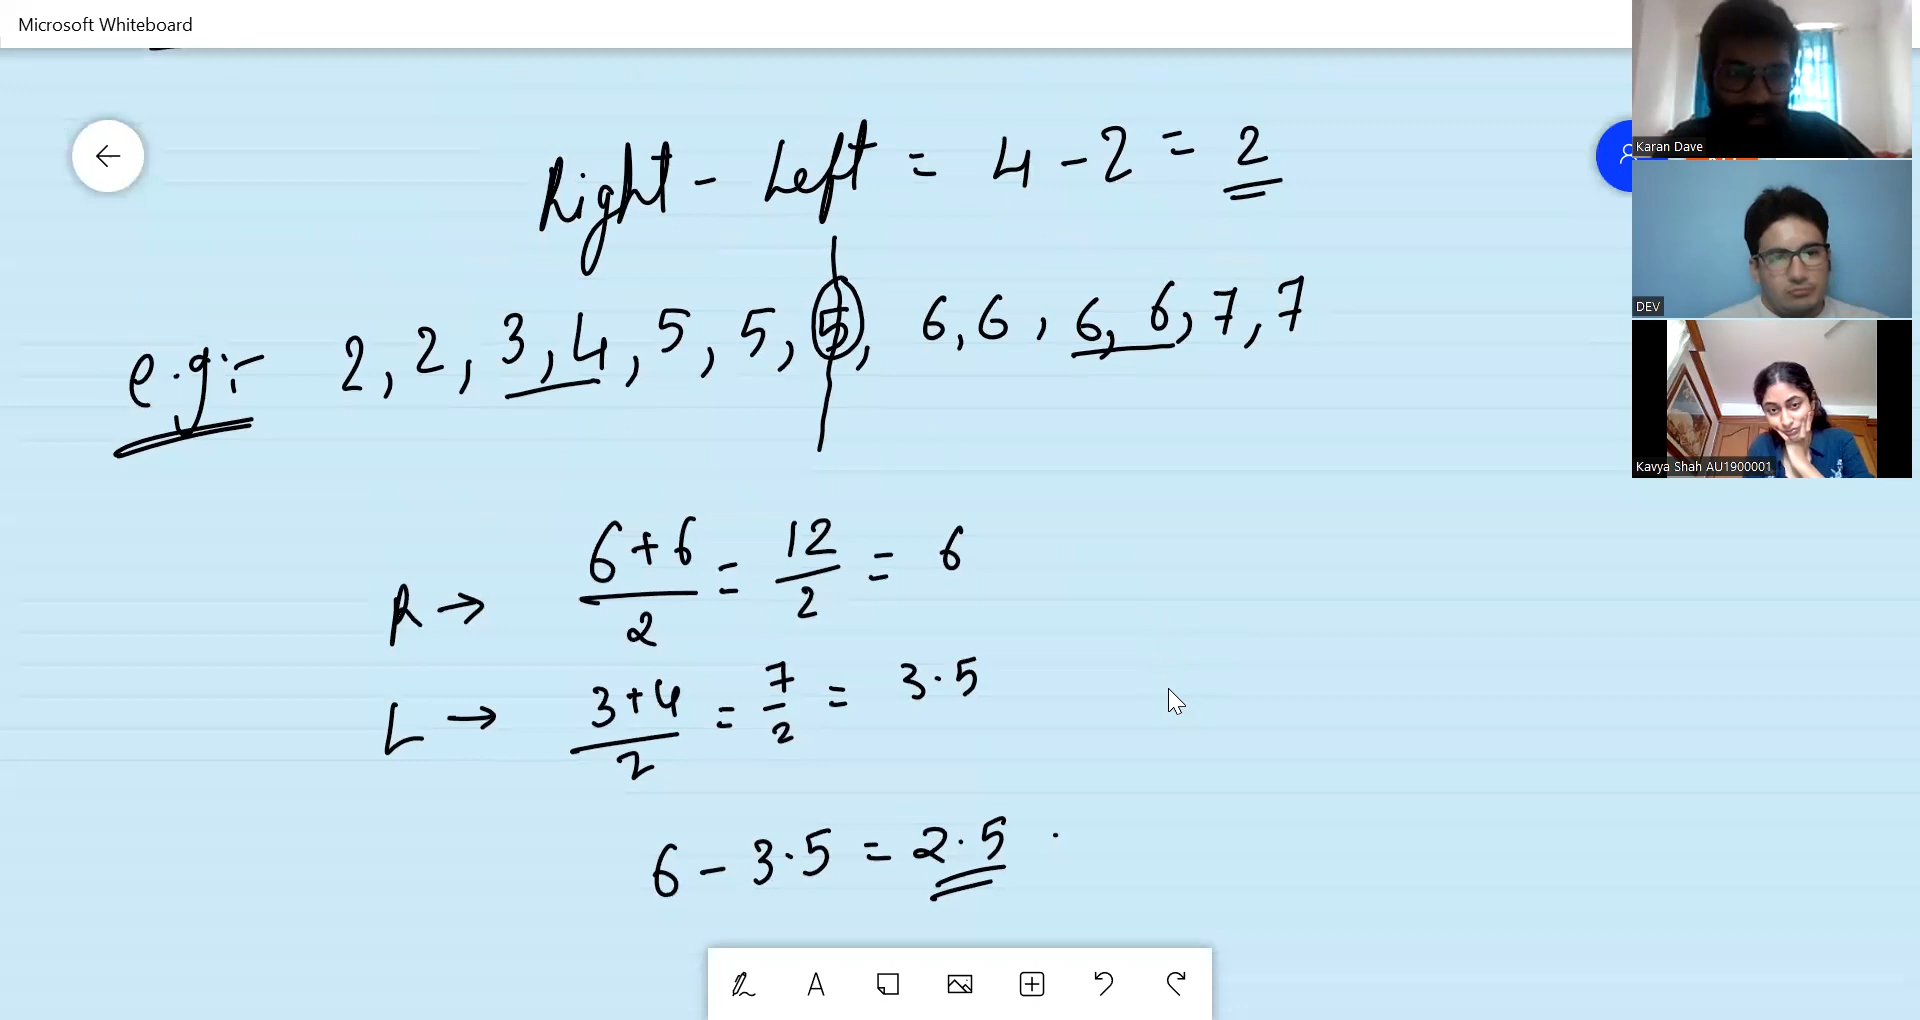 Microsoft Whiteboard
Right - Left = 4 - 2 = 2
e.g:- 2, 2, 3, 4, 5, 5, 5, 6, 6, 6, 6, 7, 7
R → 6+6/2 = 12/2 = 6
L → 3+4/2 = 7/2 = 3.5
6 - 3.5 = 2.5
Karan Dave
DEV
Kavya Shah AU1900001